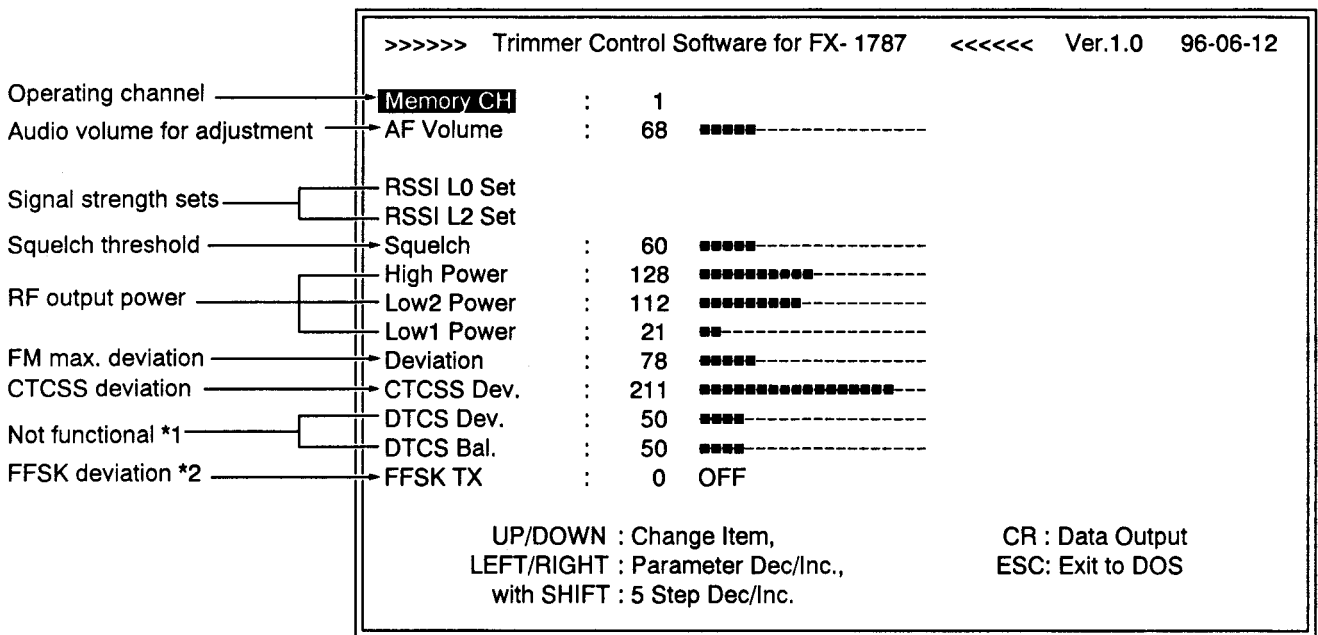 >>>>>> Trimmer Control Software for FX- 1787 <<<<<< Ver.1.0 96-06-12
Operating channel Memory CH : 1
Audio volume for adjustment AF Volume : 68
Signal strength sets
RSSI L0 Set
RSSI L2 Set
Squelch threshold Squelch : 60
RF output power
High Power : 128
Low2 Power : 112
Low1 Power : 21
FM max. deviation Deviation : 78
CTCSS deviation CTCSS Dev. : 211
Not functional *1
DTCS Dev. : 50
DTCS Bal. : 50
FFSK deviation *2 FFSK TX : 0 OFF
UP/DOWN : Change Item, CR : Data Output
LEFT/RIGHT : Parameter Dec/Inc., ESC: Exit to DOS
with SHIFT : 5 Step Dec/Inc.